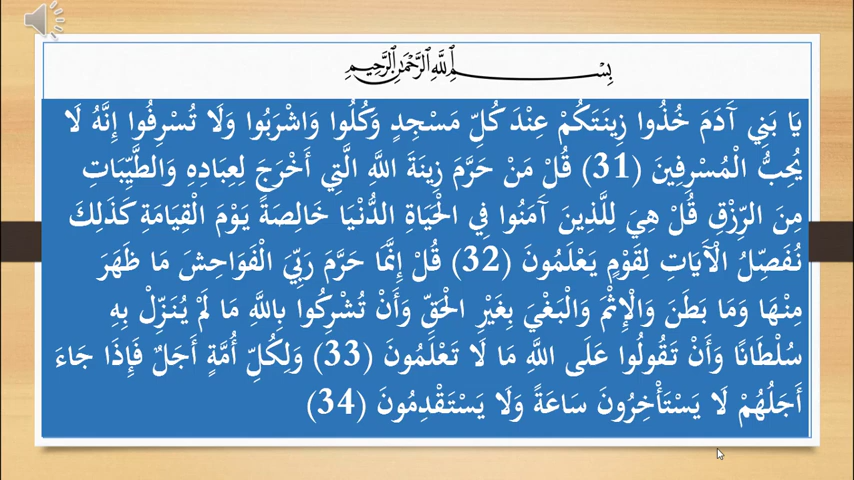 بِسْمِ اللَّهِ الرَّحْمَٰنِ الرَّحِيمِ
يَا بَنِي آدَمَ خُذُوا زِينَتَكُمْ عِنْدَ كُلِّ مَسْجِدٍ وَكُلُوا وَاشْرَبُوا وَلَا تُسْرِفُوا إِنَّهُ لَا
يُحِبُّ الْمُسْرِفِينَ (31) قُلْ مَنْ حَرَّمَ زِينَةَ اللَّهِ الَّتِي أَخْرَجَ لِعِبَادِهِ وَالطَّيِّبَاتِ
مِنَ الرِّزْقِ قُلْ هِيَ لِلَّذِينَ آمَنُوا فِي الْحَيَاةِ الدُّنْيَا خَالِصَةً يَوْمَ الْقِيَامَةِ كَذَلِكَ
نُفَصِّلُ الْآيَاتِ لِقَوْمٍ يَعْلَمُونَ (32) قُلْ إِنَّمَا حَرَّمَ رَبِّيَ الْفَوَاحِشَ مَا ظَهَرَ
مِنْهَا وَمَا بَطَنَ وَالْإِثْمَ وَالْبَغْيَ بِغَيْرِ الْحَقِّ وَأَنْ تُشْرِكُوا بِاللَّهِ مَا لَمْ يُنَزِّلْ بِهِ
سُلْطَانًا وَأَنْ تَقُولُوا عَلَى اللَّهِ مَا لَا تَعْلَمُونَ (33) وَلِكُلِّ أُمَّةٍ أَجَلٌ فَإِذَا جَاءَ
أَجَلُهُمْ لَا يَسْتَأْخِرُونَ سَاعَةً وَلَا يَسْتَقْدِمُونَ (34)